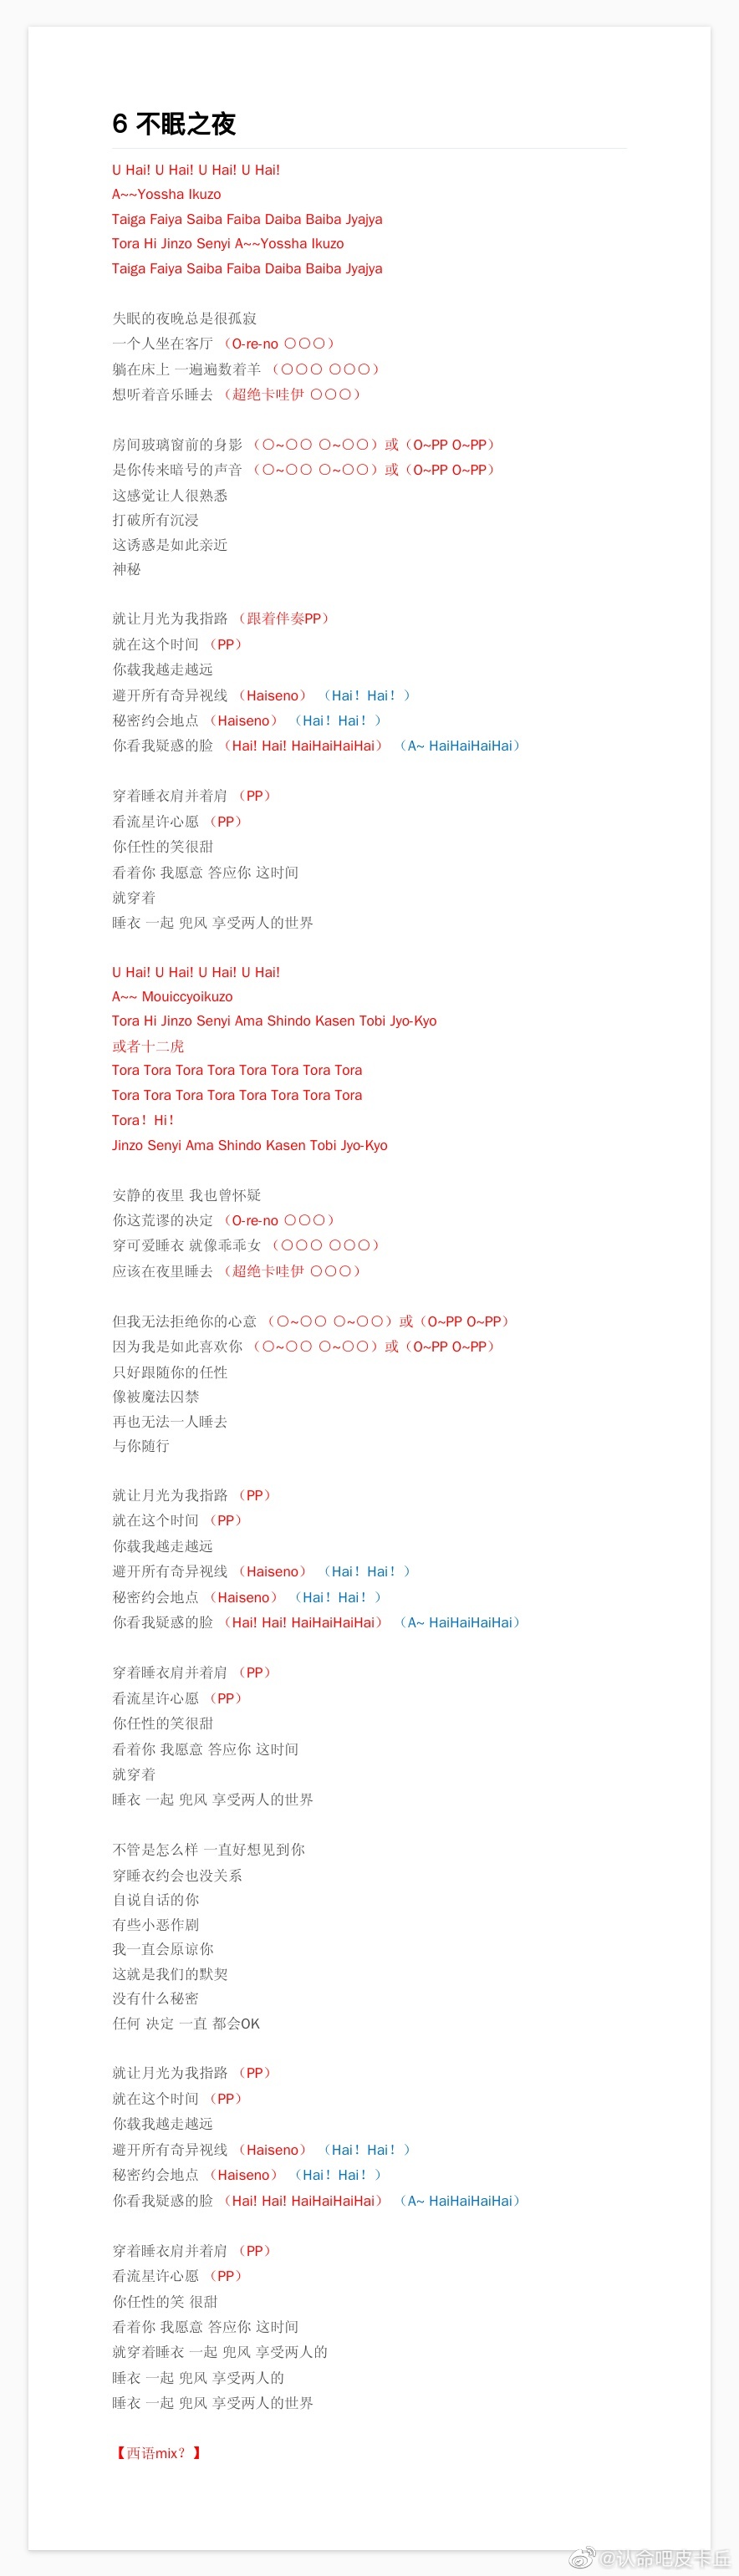 6 不眠之夜
U Hai! U Hai! U Hai! U Hai!
A~~Yossha Ikuzo
Taiga Faiya Saiba Faiba Daiba Baiba Jyajya
Tora Hi Jinzo Senyi A~~Yossha Ikuzo
Taiga Faiya Saiba Faiba Daiba Baiba Jyajya
失眠的夜晚总是很孤寂
一个人坐在客厅（O-re-no 〇〇〇）
躺在床上 一遍遍数着羊（〇〇〇 〇〇〇）
想听着音乐睡去（超绝卡哇伊 〇〇〇）
房间玻璃窗前的身影（〇~〇〇 〇~〇〇）或（O~PP O~PP）
是你传来暗号的声音（〇~〇〇 〇~〇〇）或（O~PP O~PP）
这感觉让人很熟悉
打破所有沉浸
这诱惑是如此亲近
神秘
就让月光为我指路（跟着伴奏PP）
就在这个时间（PP）
你载我越走越远
避开所有奇异视线（Haiseno）（Hai！Hai！）
秘密约会地点（Haiseno）（Hai！Hai！）
你看我疑惑的脸（Hai! Hai! HaiHaiHaiHai）（A~ HaiHaiHaiHai）
穿着睡衣肩并着肩（PP）
看流星许心愿（PP）
你任性的笑很甜
看着你 我愿意 答应你 这时间
就穿着
睡衣 一起 兜风 享受两人的世界
U Hai! U Hai! U Hai! U Hai!
A~~ Mouiccyoikuzo
Tora Hi Jinzo Senyi Ama Shindo Kasen Tobi Jyo-Kyo
或者十二虎
Tora Tora Tora Tora Tora Tora Tora Tora
Tora Tora Tora Tora Tora Tora Tora Tora
Tora！Hi！
Jinzo Senyi Ama Shindo Kasen Tobi Jyo-Kyo
安静的夜里 我也曾怀疑
你这荒谬的决定（O-re-no 〇〇〇）
穿可爱睡衣 就像乖乖女（〇〇〇 〇〇〇）
应该在夜里睡去（超绝卡哇伊 〇〇〇）
但我无法拒绝你的心意（〇~〇〇 〇~〇〇）或（O~PP O~PP）
因为我是如此喜欢你（〇~〇〇 〇~〇〇）或（O~PP O~PP）
只好跟随你的任性
像被魔法囚禁
再也无法一人睡去
与你随行
就让月光为我指路（PP）
就在这个时间（PP）
你载我越走越远
避开所有奇异视线（Haiseno）（Hai！Hai！）
秘密约会地点（Haiseno）（Hai！Hai！）
你看我疑惑的脸（Hai! Hai! HaiHaiHaiHai）（A~ HaiHaiHaiHai）
穿着睡衣肩并着肩（PP）
看流星许心愿（PP）
你任性的笑很甜
看着你 我愿意 答应你 这时间
就穿着
睡衣 一起 兜风 享受两人的世界
不管是怎么样 一直好想见到你
穿睡衣约会也没关系
自说自话的你
有些小恶作剧
我一直会原谅你
这就是我们的默契
没有什么秘密
任何 决定 一直 都会OK
就让月光为我指路（PP）
就在这个时间（PP）
你载我越走越远
避开所有奇异视线（Haiseno）（Hai！Hai！）
秘密约会地点（Haiseno）（Hai！Hai！）
你看我疑惑的脸（Hai! Hai! HaiHaiHaiHai）（A~ HaiHaiHaiHai）
穿着睡衣肩并着肩（PP）
看流星许心愿（PP）
你任性的笑 很甜
看着你 我愿意 答应你 这时间
就穿着睡衣 一起 兜风 享受两人的
睡衣 一起 兜风 享受两人的
睡衣 一起 兜风 享受两人的世界
【西语mix？】
@认命吧皮卡丘